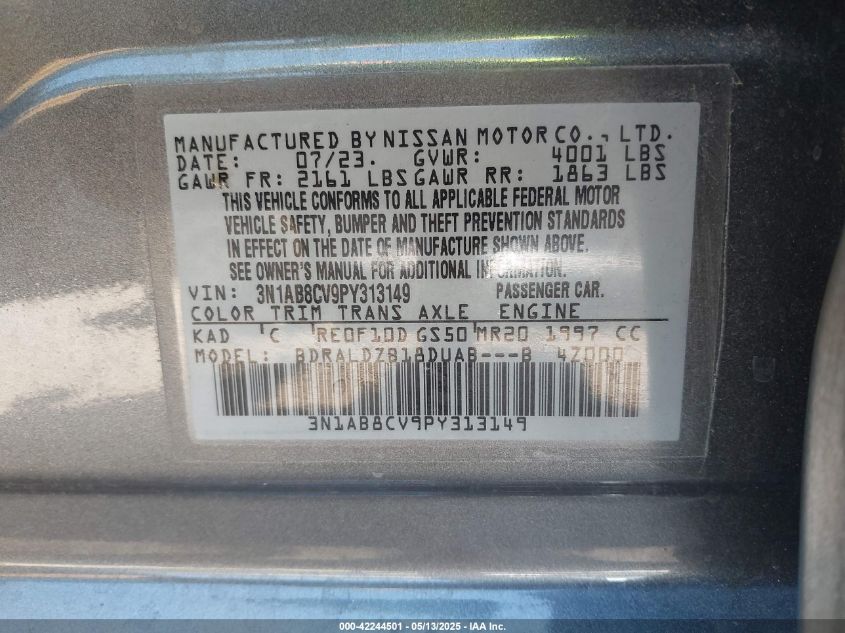 MANUFACTURED BY NISSAN MOTOR CO., LTD.
DATE: 07/23. GVWR: 4001 LBS
GAWR FR: 2161 LBS GAWR RR: 1863 LBS
THIS VEHICLE CONFORMS TO ALL APPLICABLE FEDERAL MOTOR
VEHICLE SAFETY, BUMPER AND THEFT PREVENTION STANDARDS
IN EFFECT ON THE DATE OF MANUFACTURE SHOWN ABOVE.
SEE OWNER'S MANUAL FOR ADDITIONAL INFORMATION.
VIN: 3N1AB8CV9PY313149 PASSENGER CAR.
COLOR TRIM TRANS AXLE ENGINE
KAD 'C 'RE0F10D GS50'MR20 1997 CC
MODEL: BDRALDZB18DUAB---B 4Z000
3N1AB8CV9PY313149
000-42244501 - 05/13/2025 - IAA Inc.